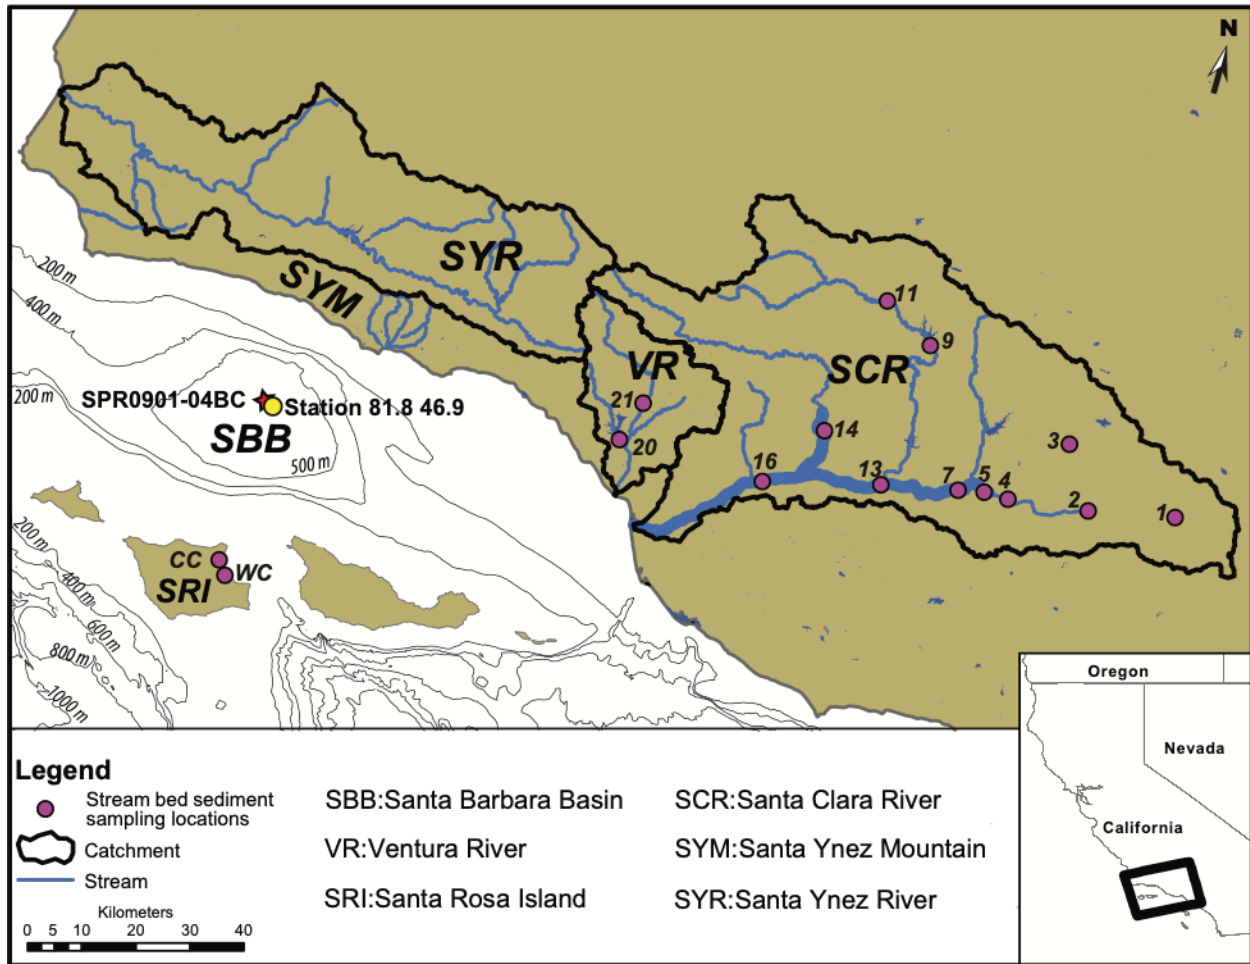 N
SYR
SYM
200 m
400 m
11
9
VR
SCR
200 m
SPR0901-04BC
Station 81.8 46.9
SBB
500 m
21
20
14
3
16
13
7
5
4
2
1
CC
WC
SRI
200 m
400 m
600 m
800 m
1000 m
Oregon
Nevada
California
Legend
Stream bed sediment
sampling locations
Catchment
Stream
Kilometers
0 5 10 20 30 40
SBB:Santa Barbara Basin
VR:Ventura River
SRI:Santa Rosa Island
SCR:Santa Clara River
SYM:Santa Ynez Mountain
SYR:Santa Ynez River